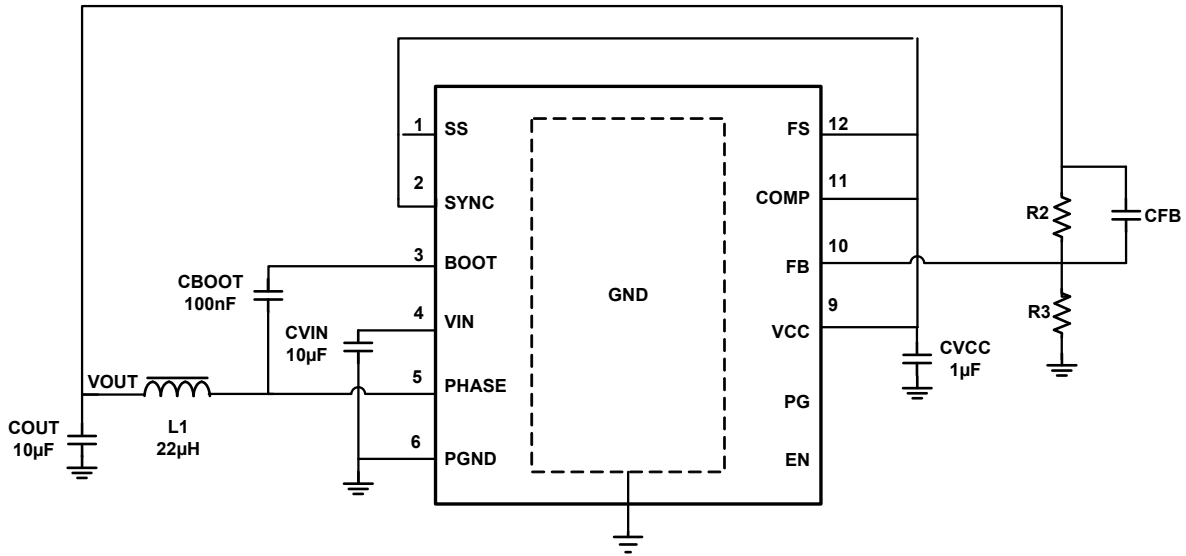 1
SS
2
SYNC
3
BOOT
CBOOT
100nF
4
VIN
CVIN
10µF
5
PHASE
VOUT
L1
22µH
COUT
10µF
6
PGND
GND
FS
12
COMP
11
FB
10
VCC
9
CVCC
1µF
PG
EN
R2
CFB
R3